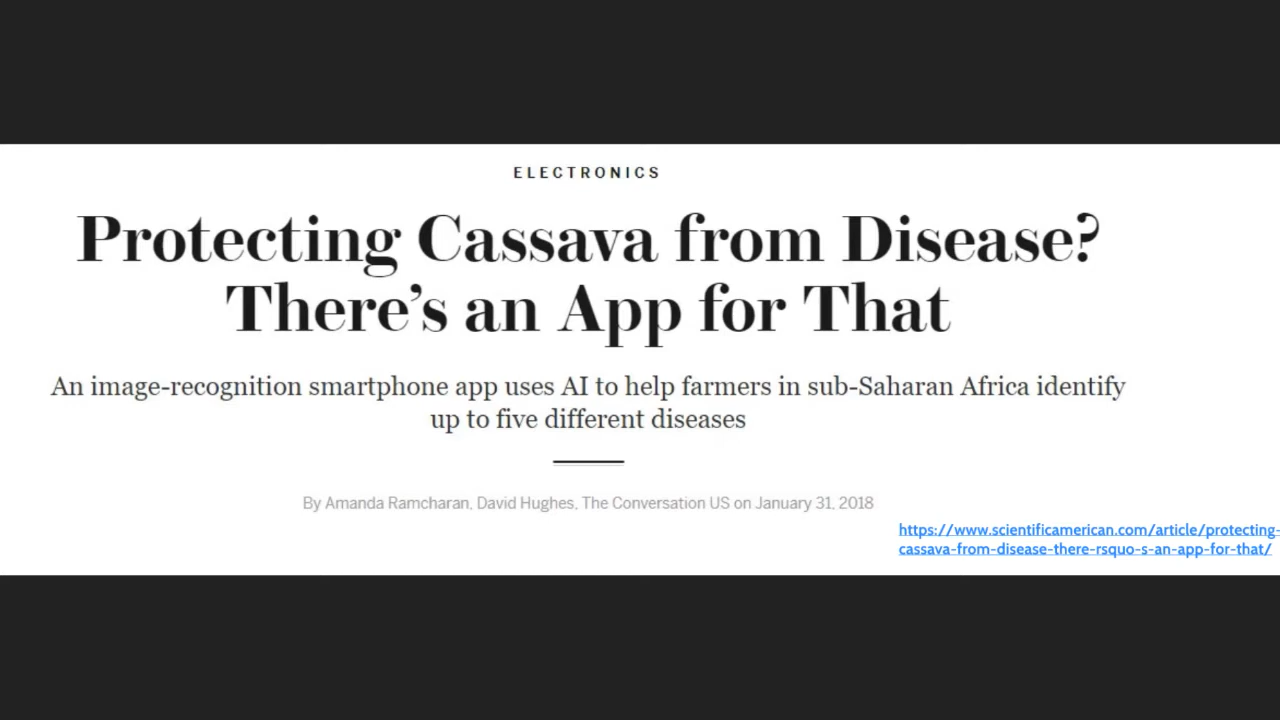 ELECTRONICS
Protecting Cassava from Disease?
There’s an App for That
An image-recognition smartphone app uses AI to help farmers in sub-Saharan Africa identify
up to five different diseases
By Amanda Ramcharan, David Hughes, The Conversation US on January 31, 2018
https://www.scientificamerican.com/article/protecting-
cassava-from-disease-there-rsquo-s-an-app-for-that/